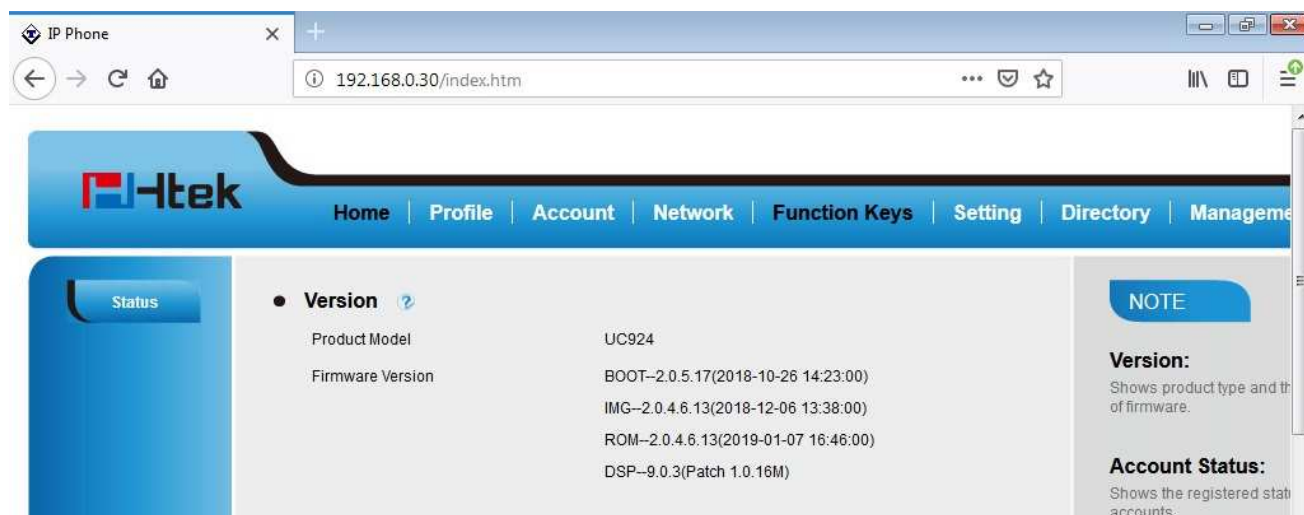 IP Phone
192.168.0.30/index.htm
Htek
Home Profile Account Network Function Keys Setting Directory
Status
Version
Product Model UC924
Firmware Version BOOT--2.0.5.17(2018-10-26 14:23:00)
IMG--2.0.4.6.13(2018-12-06 13:38:00)
ROM--2.0.4.6.13(2019-01-07 16:46:00)
DSP--9.0.3(Patch 1.0.16M)
NOTE
Version:
Shows product type and
of firmware.
Account Status:
Shows the registered
accounts.